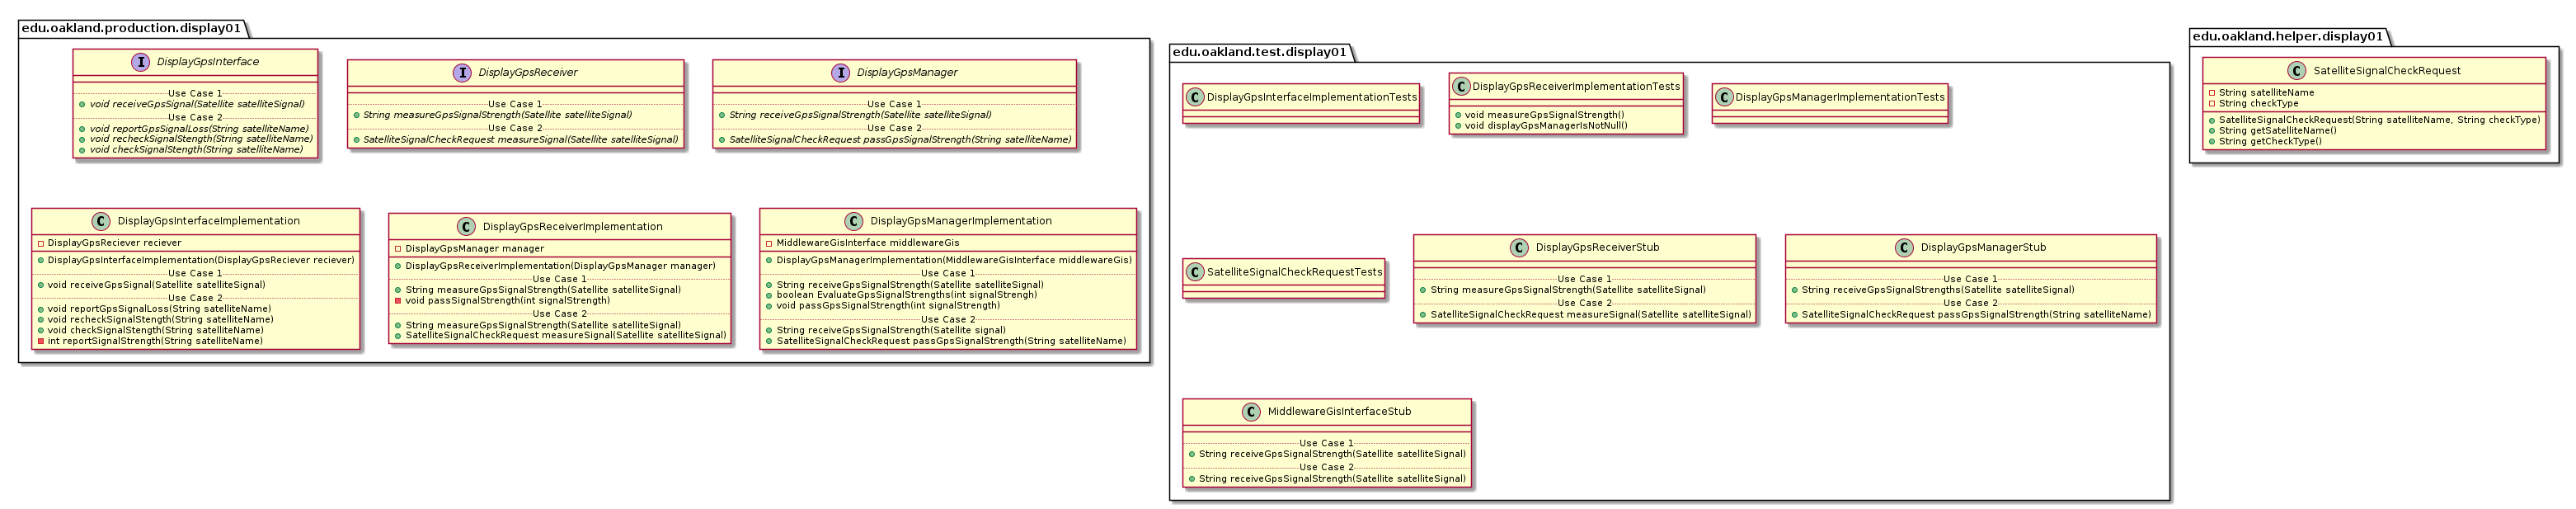 edu.oakland.production.display01
I DisplayGpsInterface
Use Case 1
void receiveGpsSignal(Satellite satelliteSignal)
Use Case 2
void reportGpsSignalLoss(String satelliteName)
void recheckSignalStength(String satelliteName)
void checkSignalStength(String satelliteName)
I DisplayGpsReceiver
Use Case 1
String measureGpsSignalStrength(Satellite satelliteSignal)
Use Case 2
SatelliteSignalCheckRequest measureSignal(Satellite satelliteSignal)
I DisplayGpsManager
Use Case 1
String receiveGpsSignalStrength(Satellite satelliteSignal)
Use Case 2
SatelliteSignalCheckRequest passGpsSignalStrength(String satelliteName)
C DisplayGpsInterfaceImplementation
DisplayGpsReciever reciever
DisplayGpsInterfaceImplementation(DisplayGpsReciever reciever)
Use Case 1
void receiveGpsSignal(Satellite satelliteSignal)
Use Case 2
void reportGpsSignalLoss(String satelliteName)
void recheckSignalStength(String satelliteName)
void checkSignalStength(String satelliteName)
int reportSignalStrength(String satelliteName)
C DisplayGpsReceiverImplementation
DisplayGpsManager manager
DisplayGpsReceiverImplementation(DisplayGpsManager manager)
Use Case 1
String measureGpsSignalStrength(Satellite satelliteSignal)
void passSignalStrength(int signalStrength)
Use Case 2
String measureGpsSignalStrength(Satellite satelliteSignal)
SatelliteSignalCheckRequest measureSignal(Satellite satelliteSignal)
C DisplayGpsManagerImplementation
MiddlewareGisInterface middlewareGis
DisplayGpsManagerImplementation(MiddlewareGisInterface middlewareGis)
Use Case 1
String receiveGpsSignalStrength(Satellite satelliteSignal)
boolean EvaluateGpsSignalStrengths(int signalStrengh)
void passGpsSignalStrength(int signalStrength)
Use Case 2
String receiveGpsSignalStrength(Satellite signal)
SatelliteSignalCheckRequest passGpsSignalStrength(String satelliteName)
edu.oakland.test.display01
C DisplayGpsInterfaceImplementationTests
C DisplayGpsReceiverImplementationTests
void measureGpsSignalStrength()
void displayGpsManagerIsNotNull()
C DisplayGpsManagerImplementationTests
C SatelliteSignalCheckRequestTests
C DisplayGpsReceiverStub
Use Case 1
String measureGpsSignalStrength(Satellite satelliteSignal)
Use Case 2
SatelliteSignalCheckRequest measureSignal(Satellite satelliteSignal)
C DisplayGpsManagerStub
Use Case 1
String receiveGpsSignalStrengths(Satellite satelliteSignal)
Use Case 2
SatelliteSignalCheckRequest passGpsSignalStrength(String satelliteName)
C MiddlewareGisInterfaceStub
Use Case 1
String receiveGpsSignalStrength(Satellite satelliteSignal)
Use Case 2
String receiveGpsSignalStrength(Satellite satelliteSignal)
edu.oakland.helper.display01
C SatelliteSignalCheckRequest
String satelliteName
String checkType
SatelliteSignalCheckRequest(String satelliteName, String checkType)
String getSatelliteName()
String getCheckType()